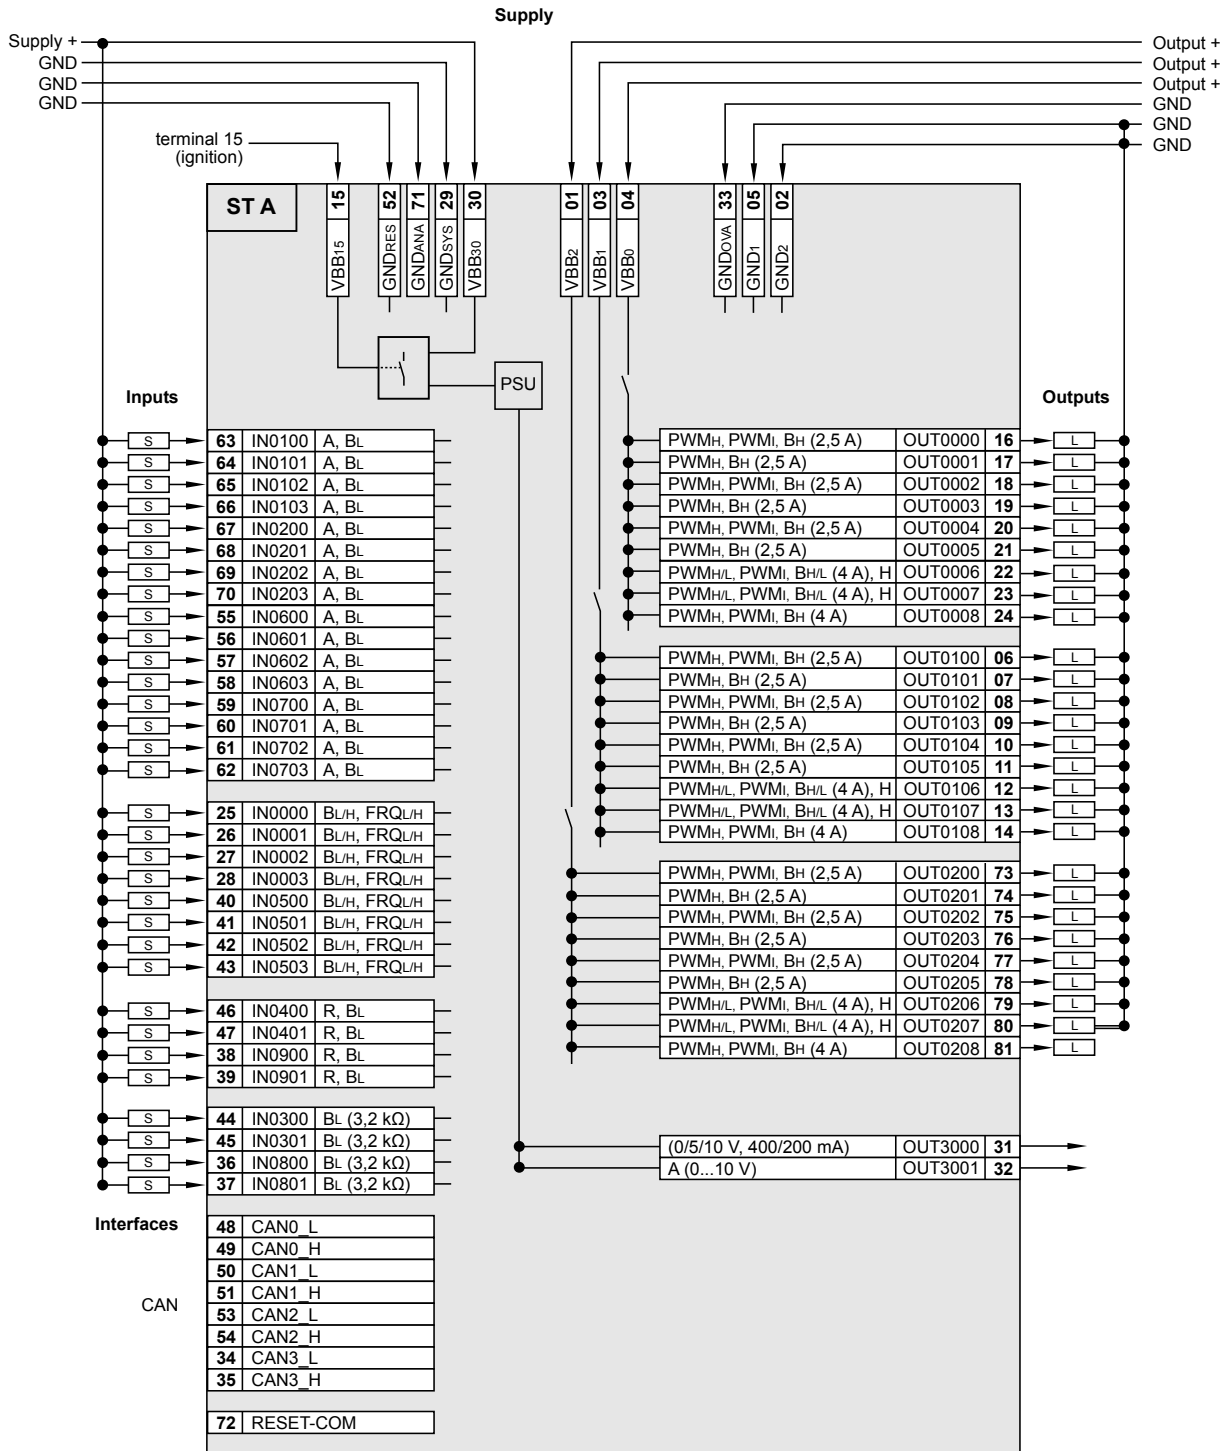 Supply
Supply +
GND
GND
GND
terminal 15
(ignition)
Output +
Output +
Output +
GND
GND
GND
ST A
15 VBB15
52 GNDRES
71 GNDANA
29 GNDSYS
30 VBB30
01 VBB2
03 VBB1
04 VBB0
33 GNDOVA
05 GND1
02 GND2
PSU
Inputs
S 63 IN0100 A, BL
S 64 IN0101 A, BL
S 65 IN0102 A, BL
S 66 IN0103 A, BL
S 67 IN0200 A, BL
S 68 IN0201 A, BL
S 69 IN0202 A, BL
S 70 IN0203 A, BL
S 55 IN0600 A, BL
S 56 IN0601 A, BL
S 57 IN0602 A, BL
S 58 IN0603 A, BL
S 59 IN0700 A, BL
S 60 IN0701 A, BL
S 61 IN0702 A, BL
S 62 IN0703 A, BL
S 25 IN0000 BL/H, FRQL/H
S 26 IN0001 BL/H, FRQL/H
S 27 IN0002 BL/H, FRQL/H
S 28 IN0003 BL/H, FRQL/H
S 40 IN0500 BL/H, FRQL/H
S 41 IN0501 BL/H, FRQL/H
S 42 IN0502 BL/H, FRQL/H
S 43 IN0503 BL/H, FRQL/H
S 46 IN0400 R, BL
S 47 IN0401 R, BL
S 38 IN0900 R, BL
S 39 IN0901 R, BL
S 44 IN0300 BL (3,2 kΩ)
S 45 IN0301 BL (3,2 kΩ)
S 36 IN0800 BL (3,2 kΩ)
S 37 IN0801 BL (3,2 kΩ)
Interfaces
CAN
48 CAN0_L
49 CAN0_H
50 CAN1_L
51 CAN1_H
53 CAN2_L
54 CAN2_H
34 CAN3_L
35 CAN3_H
72 RESET-COM
Outputs
PWMH, PWMI, BH (2,5 A) OUT0000 16 L
PWMH, BH (2,5 A) OUT0001 17 L
PWMH, PWMI, BH (2,5 A) OUT0002 18 L
PWMH, BH (2,5 A) OUT0003 19 L
PWMH, PWMI, BH (2,5 A) OUT0004 20 L
PWMH, BH (2,5 A) OUT0005 21 L
PWMH/L, PWMI, BH/L (4 A), H OUT0006 22 L
PWMH/L, PWMI, BH/L (4 A), H OUT0007 23 L
PWMH, PWMI, BH (4 A) OUT0008 24 L
PWMH, PWMI, BH (2,5 A) OUT0100 06 L
PWMH, BH (2,5 A) OUT0101 07 L
PWMH, PWMI, BH (2,5 A) OUT0102 08 L
PWMH, BH (2,5 A) OUT0103 09 L
PWMH, PWMI, BH (2,5 A) OUT0104 10 L
PWMH, BH (2,5 A) OUT0105 11 L
PWMH/L, PWMI, BH/L (4 A), H OUT0106 12 L
PWMH/L, PWMI, BH/L (4 A), H OUT0107 13 L
PWMH, PWMI, BH (4 A) OUT0108 14 L
PWMH, PWMI, BH (2,5 A) OUT0200 73 L
PWMH, BH (2,5 A) OUT0201 74 L
PWMH, PWMI, BH (2,5 A) OUT0202 75 L
PWMH, BH (2,5 A) OUT0203 76 L
PWMH, PWMI, BH (2,5 A) OUT0204 77 L
PWMH, BH (2,5 A) OUT0205 78 L
PWMH/L, PWMI, BH/L (4 A), H OUT0206 79 L
PWMH/L, PWMI, BH/L (4 A), H OUT0207 80 L
PWMH, PWMI, BH (4 A) OUT0208 81 L
(0/5/10 V, 400/200 mA) OUT3000 31
A (0...10 V) OUT3001 32